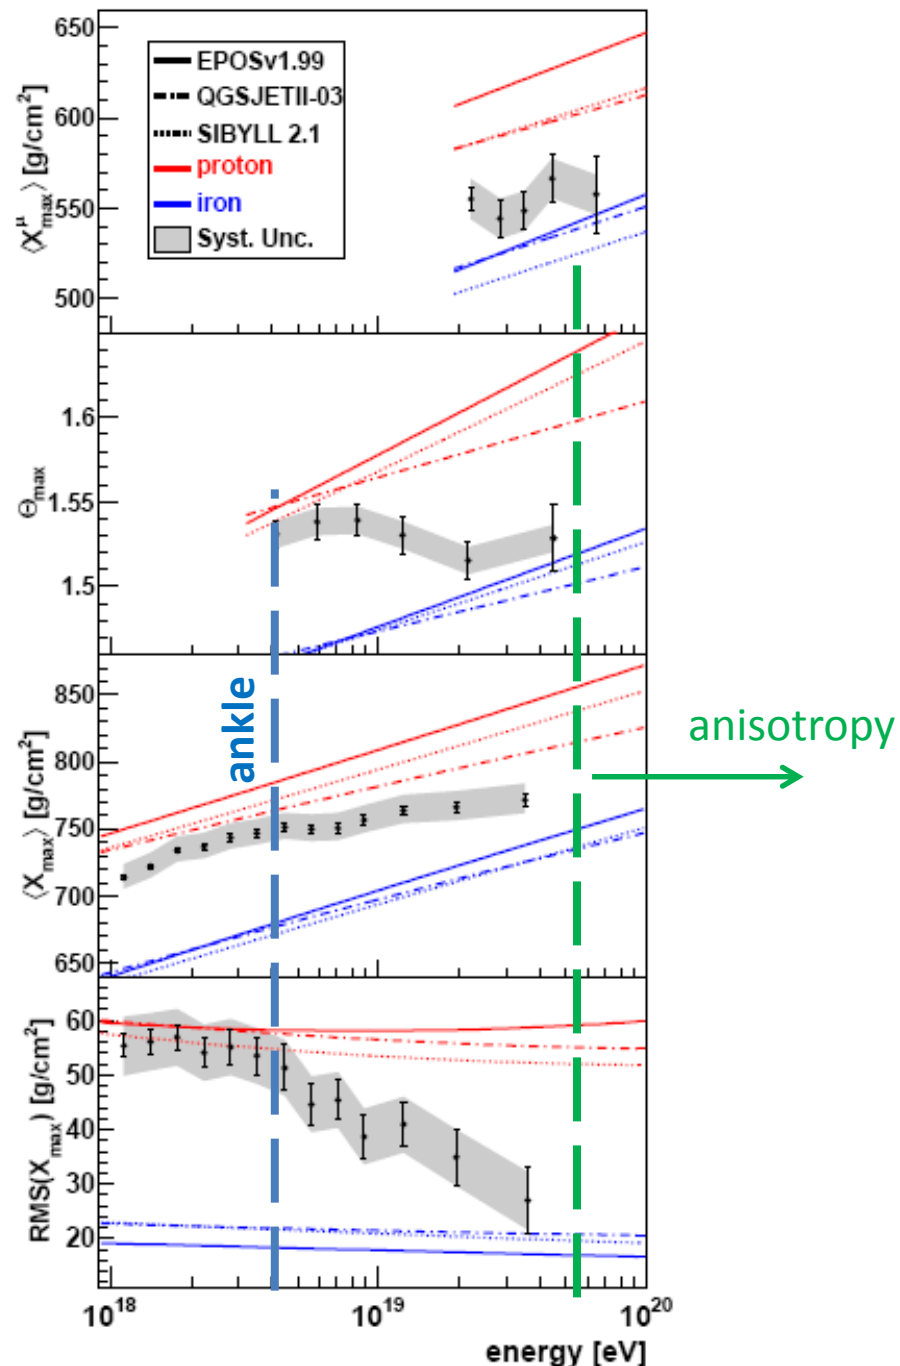 650
600
550
500
⟨X^μ_max⟩ [g/cm²]
EPOSv1.99
QGSJETII-03
SIBYLL 2.1
proton
iron
Syst. Unc.
1.6
1.55
1.5
Θ_max
850
800
750
700
650
⟨X_max⟩ [g/cm²]
ankle
anisotropy
60
50
40
30
20
RMS(X_max) [g/cm²]
10^18
10^19
10^20
energy [eV]